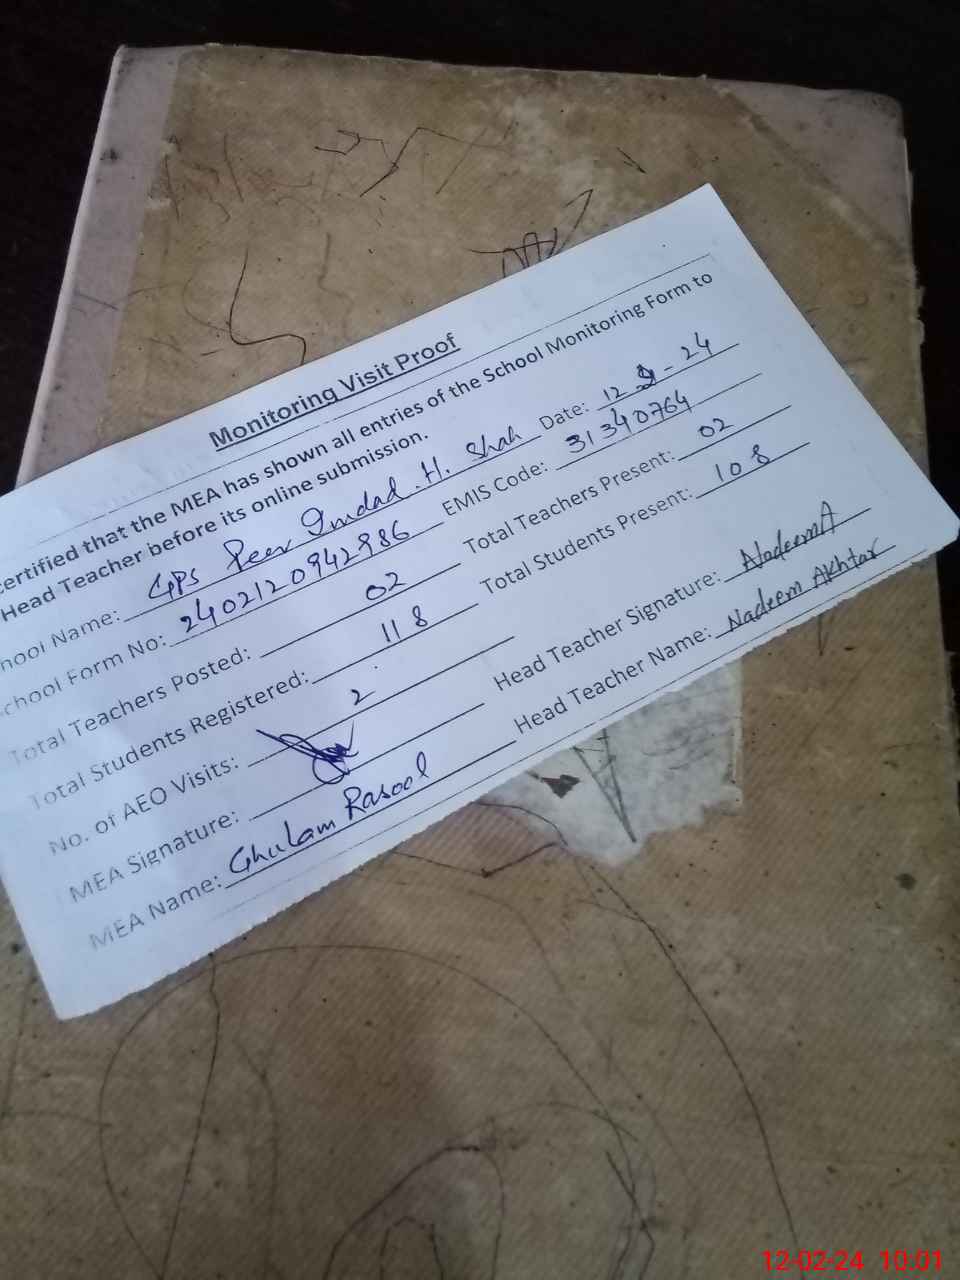 Monitoring Visit Proof
certified that the MEA has shown all entries of the School Monitoring Form to
Head Teacher before its online submission.
hool Name: GPS Peer Imdad H. Shah Date: 12 - 24
chool Form No: 2402120942986 EMIS Code: 31340764
Total Teachers Posted: 02 Total Teachers Present: 02
Total Students Registered: 118 Total Students Present: 108
No. of AEO Visits: 2
MEA Signature: Head Teacher Signature: NadeemA
MEA Name: Ghulam Rasool Head Teacher Name: Nadeem Akhtar
12-02-24 10:01